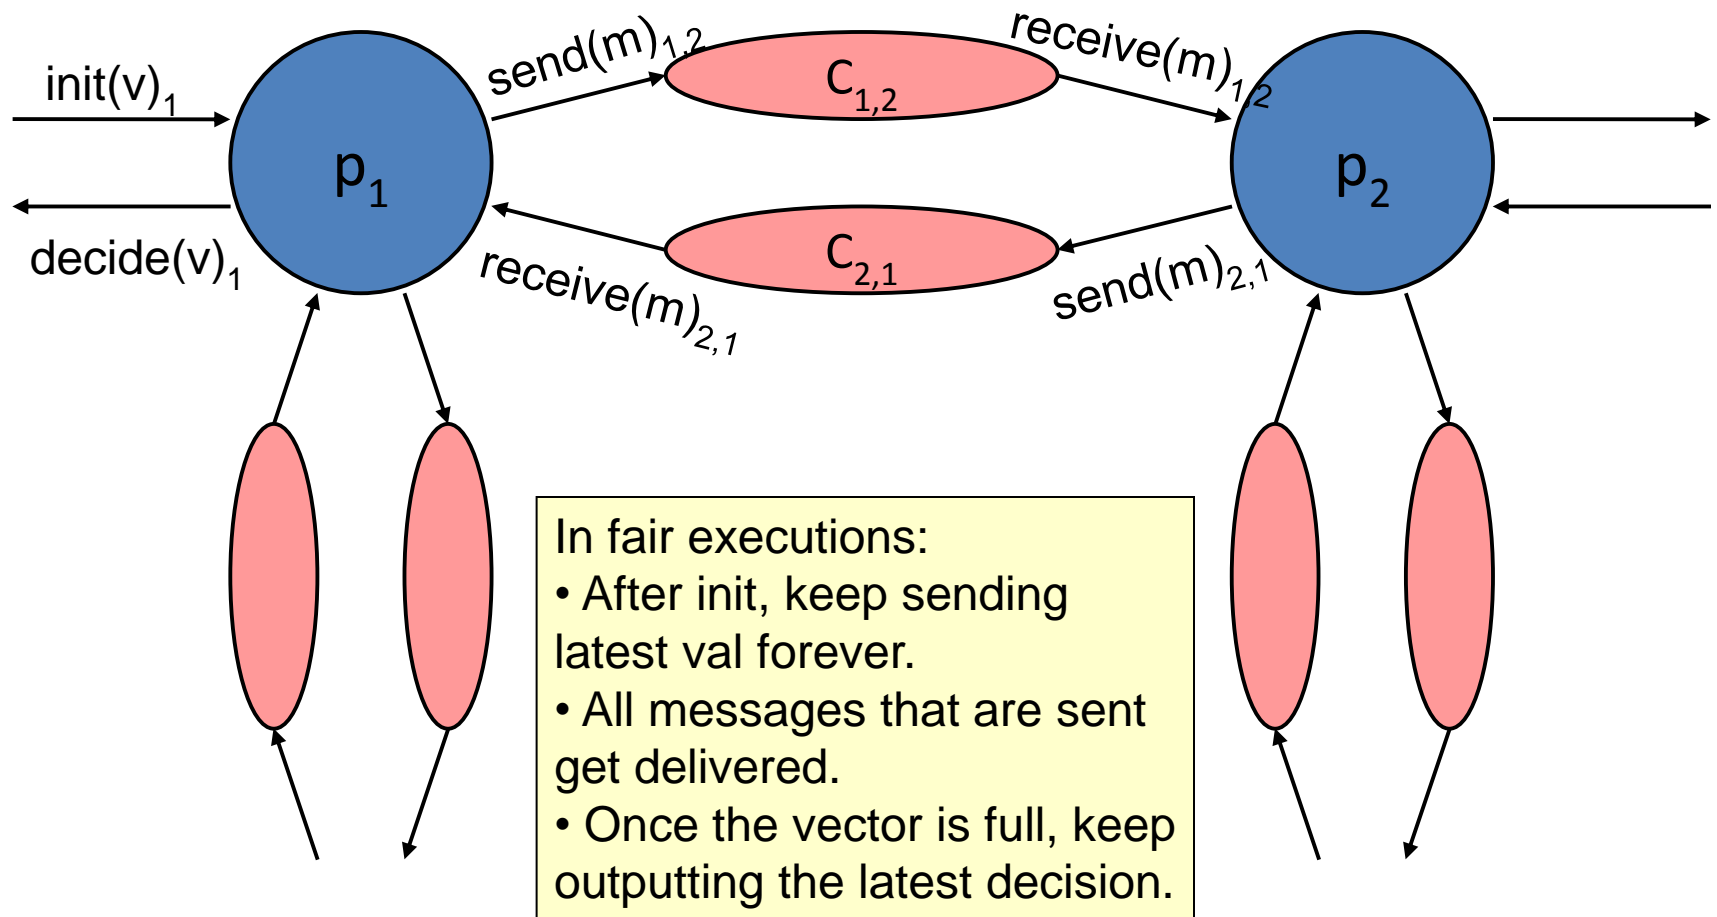 send(m)1,2
receive(m)1,2
init(v)1
C1,2
p1
p2
decide(v)1
receive(m)2,1
C2,1
send(m)2,1
In fair executions:
• After init, keep sending
latest val forever.
• All messages that are sent
get delivered.
• Once the vector is full, keep
outputting the latest decision.